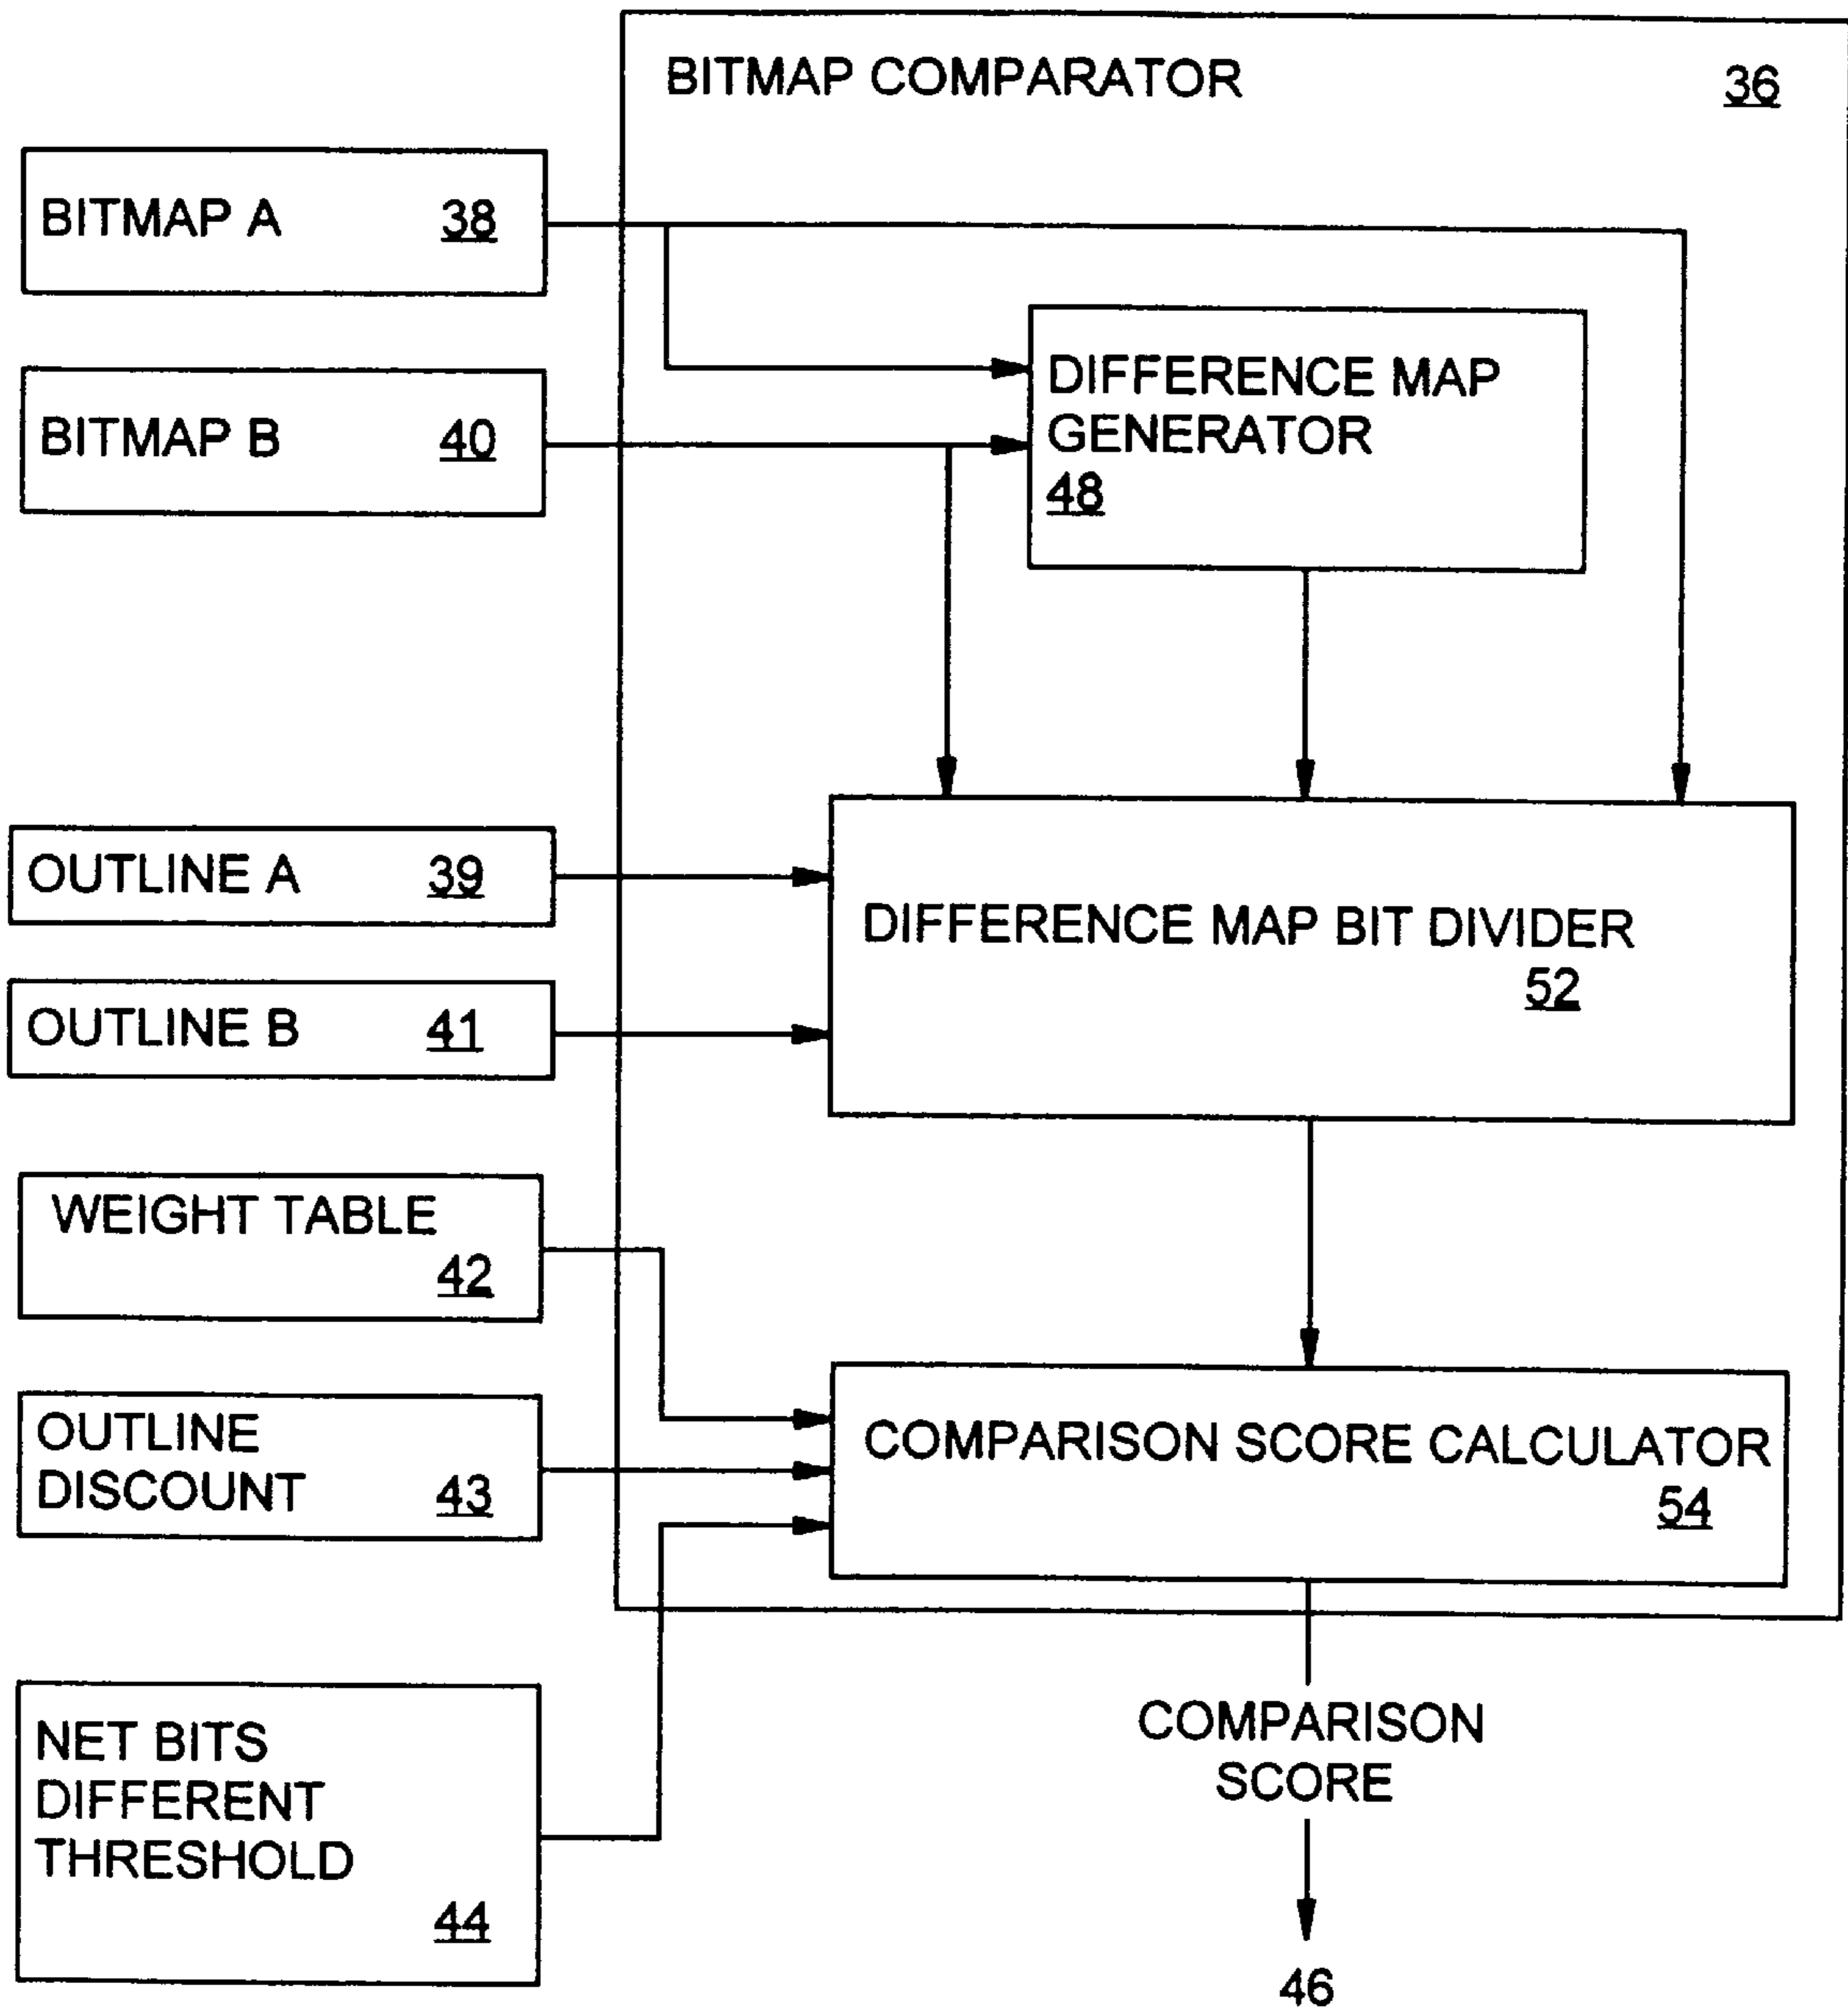 BITMAP COMPARATOR 36
BITMAP A 38
BITMAP B 40
DIFFERENCE MAP
GENERATOR
48
OUTLINE A 39
OUTLINE B 41
DIFFERENCE MAP BIT DIVIDER
52
WEIGHT TABLE
42
OUTLINE
DISCOUNT 43
COMPARISON SCORE CALCULATOR
54
NET BITS
DIFFERENT
THRESHOLD
44
COMPARISON
SCORE
46